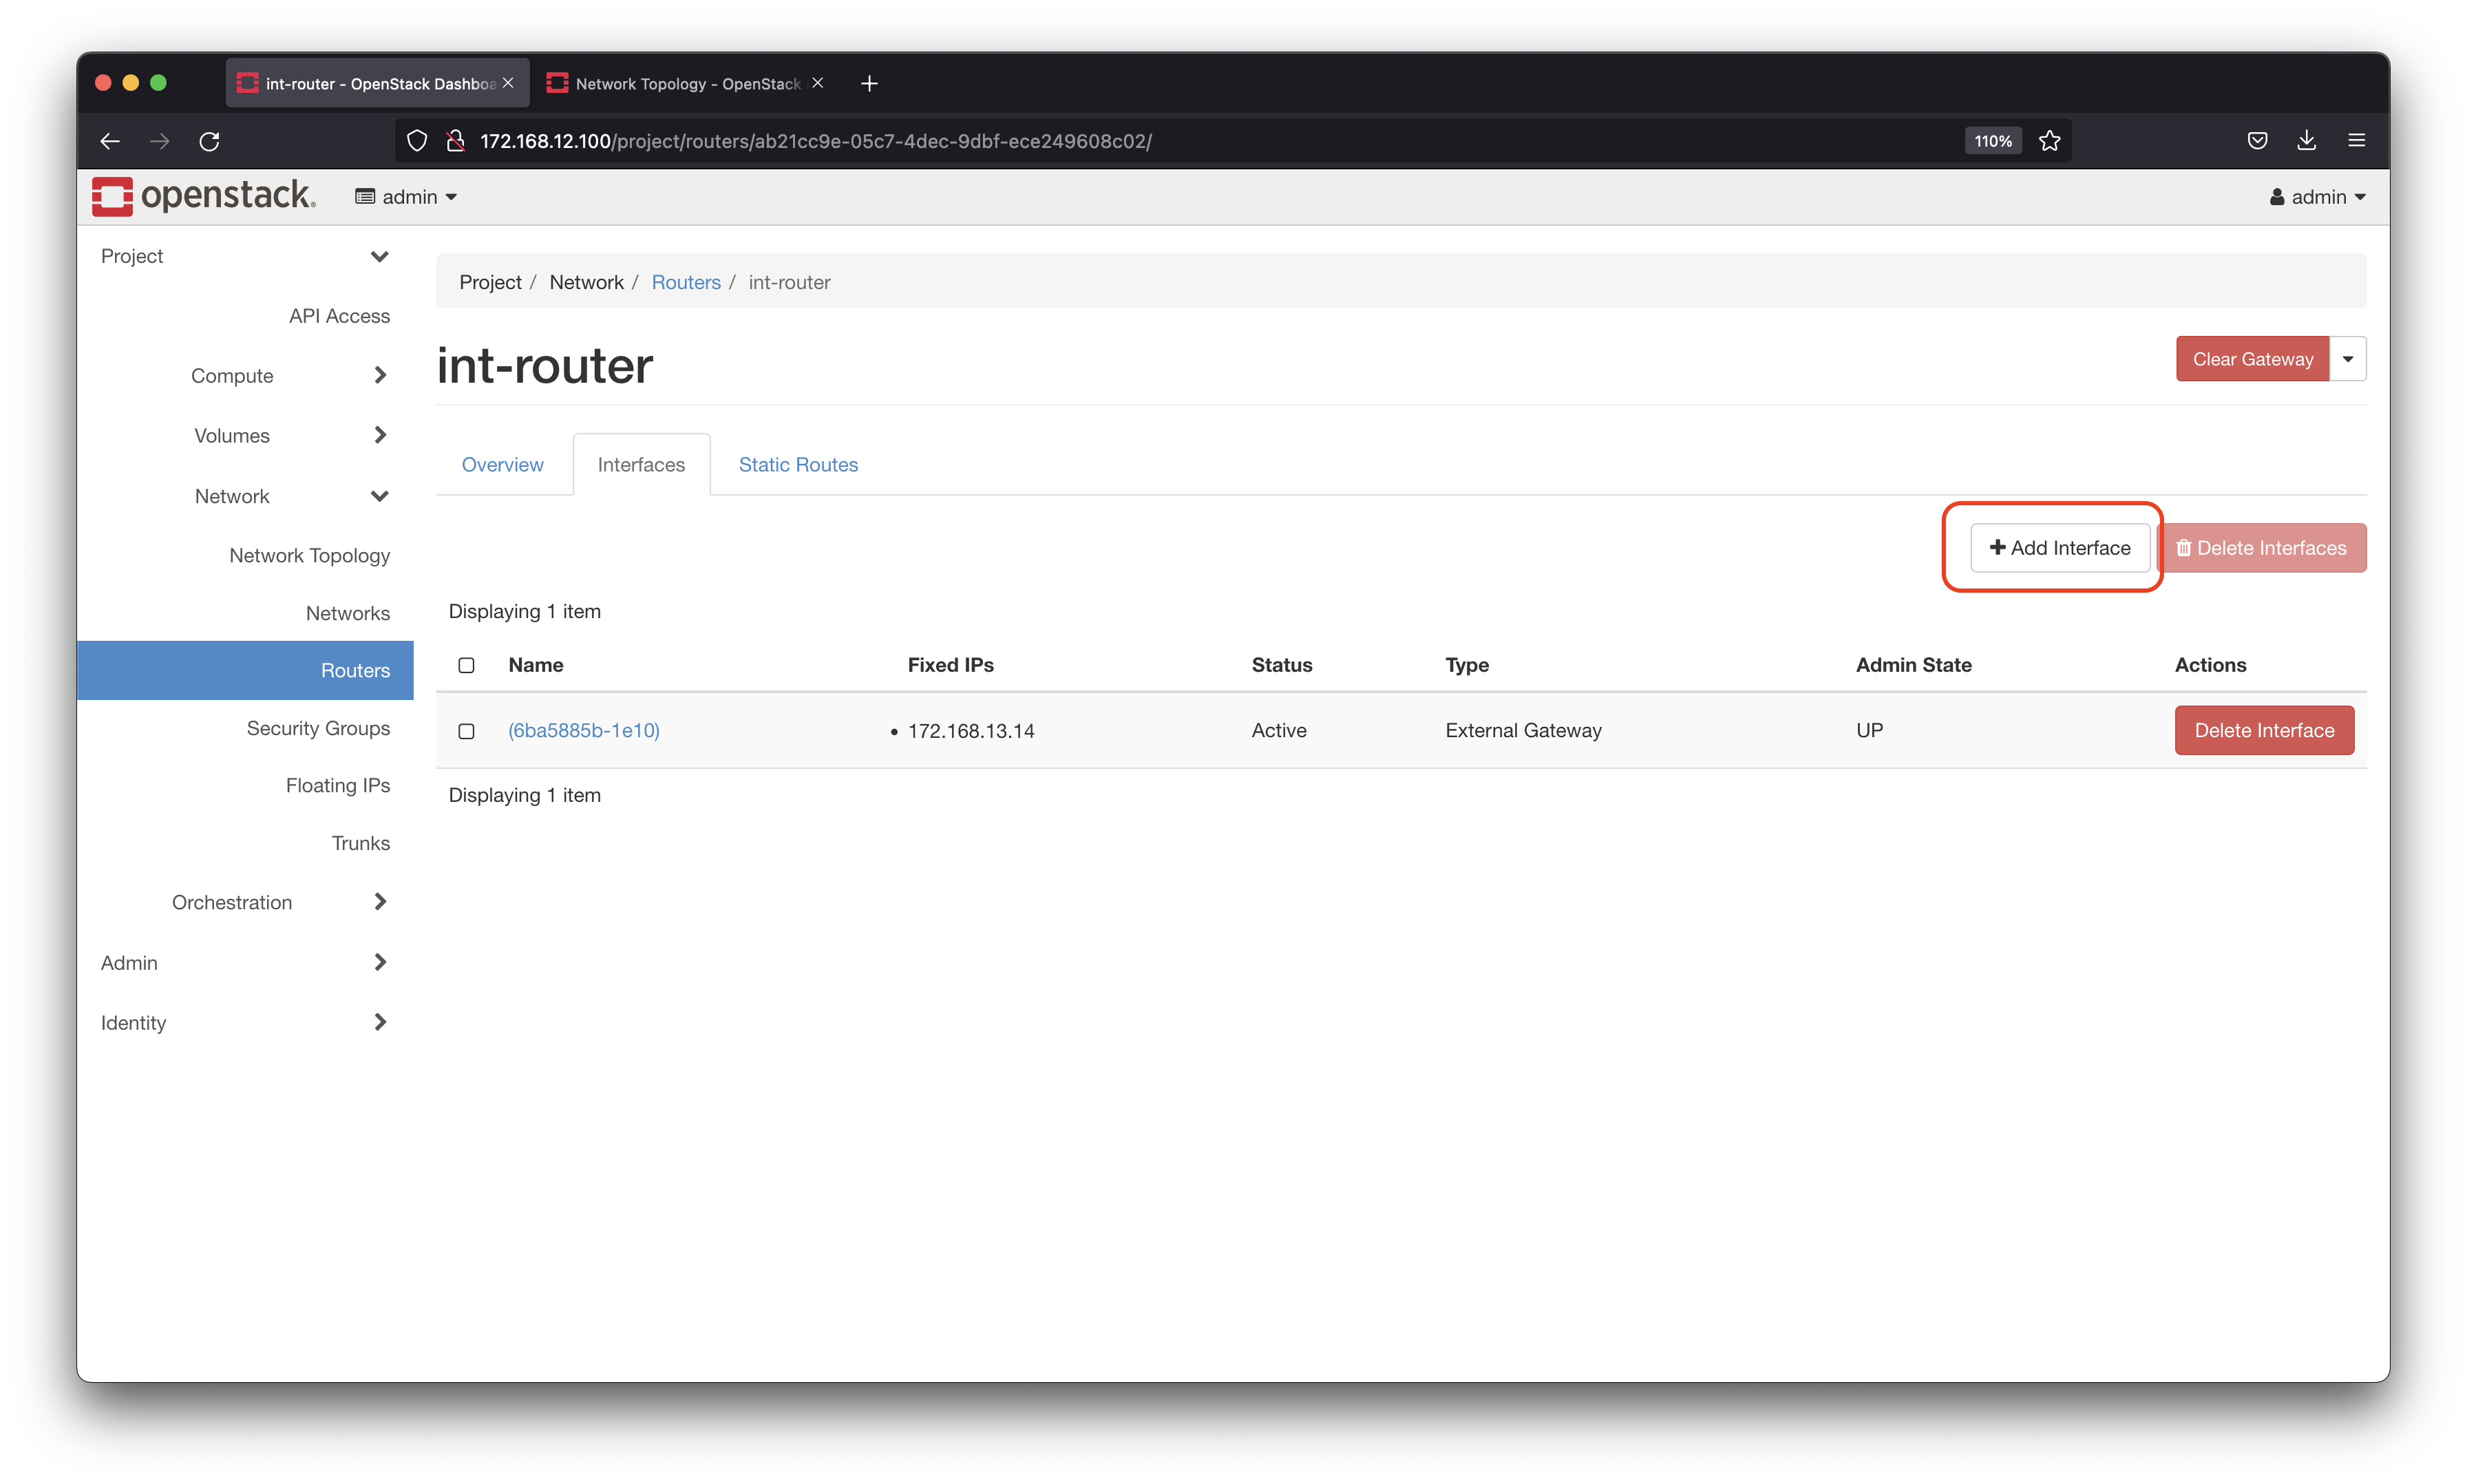 int-router - OpenStack Dashboa
Network Topology - OpenStack
172.168.12.100/project/routers/ab21cc9e-05c7-4dec-9dbf-ece249608c02/
110%
openstack.
admin
admin
Project
API Access
Compute
Volumes
Network
Network Topology
Networks
Routers
Security Groups
Floating IPs
Trunks
Orchestration
Admin
Identity
Project / Network / Routers / int-router
int-router
Clear Gateway
Overview Interfaces Static Routes
Add Interface Delete Interfaces
Displaying 1 item
Name Fixed IPs Status Type Admin State Actions
(6ba5885b-1e10) • 172.168.13.14 Active External Gateway UP Delete Interface
Displaying 1 item